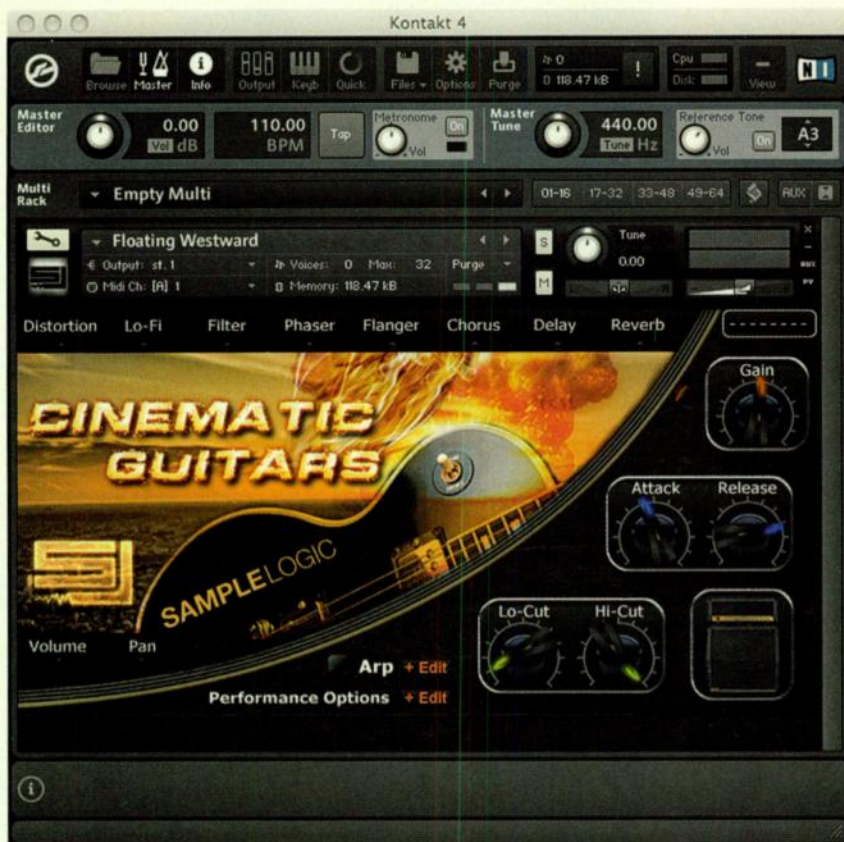 Kontakt 4
Browse Master Info Output Keyb Quick Files Options Purge
0
0 118.47 kB
!
Cpu
Disk
View
NI
Master Editor
0.00
Vol dB
110.00
BPM
Tap
Metronome
On
Vol
Master Tune
440.00
Tune Hz
Reference Tone
Vol
On
A3
Multi Rack
Empty Multi
01-16 17-32 33-48 49-64
AUX
Floating Westward
Output: st. 1
Voices: 0 Max: 32 Purge
Midi Ch: [A] 1
Memory: 118.47 kB
S
M
Tune
0.00
AUX
PV
Distortion Lo-Fi Filter Phaser Flanger Chorus Delay Reverb
--------
CINEMATIC
GUITARS
SAMPLELOGIC
Gain
Attack Release
Lo-Cut Hi-Cut
Volume Pan
Arp + Edit
Performance Options + Edit
i